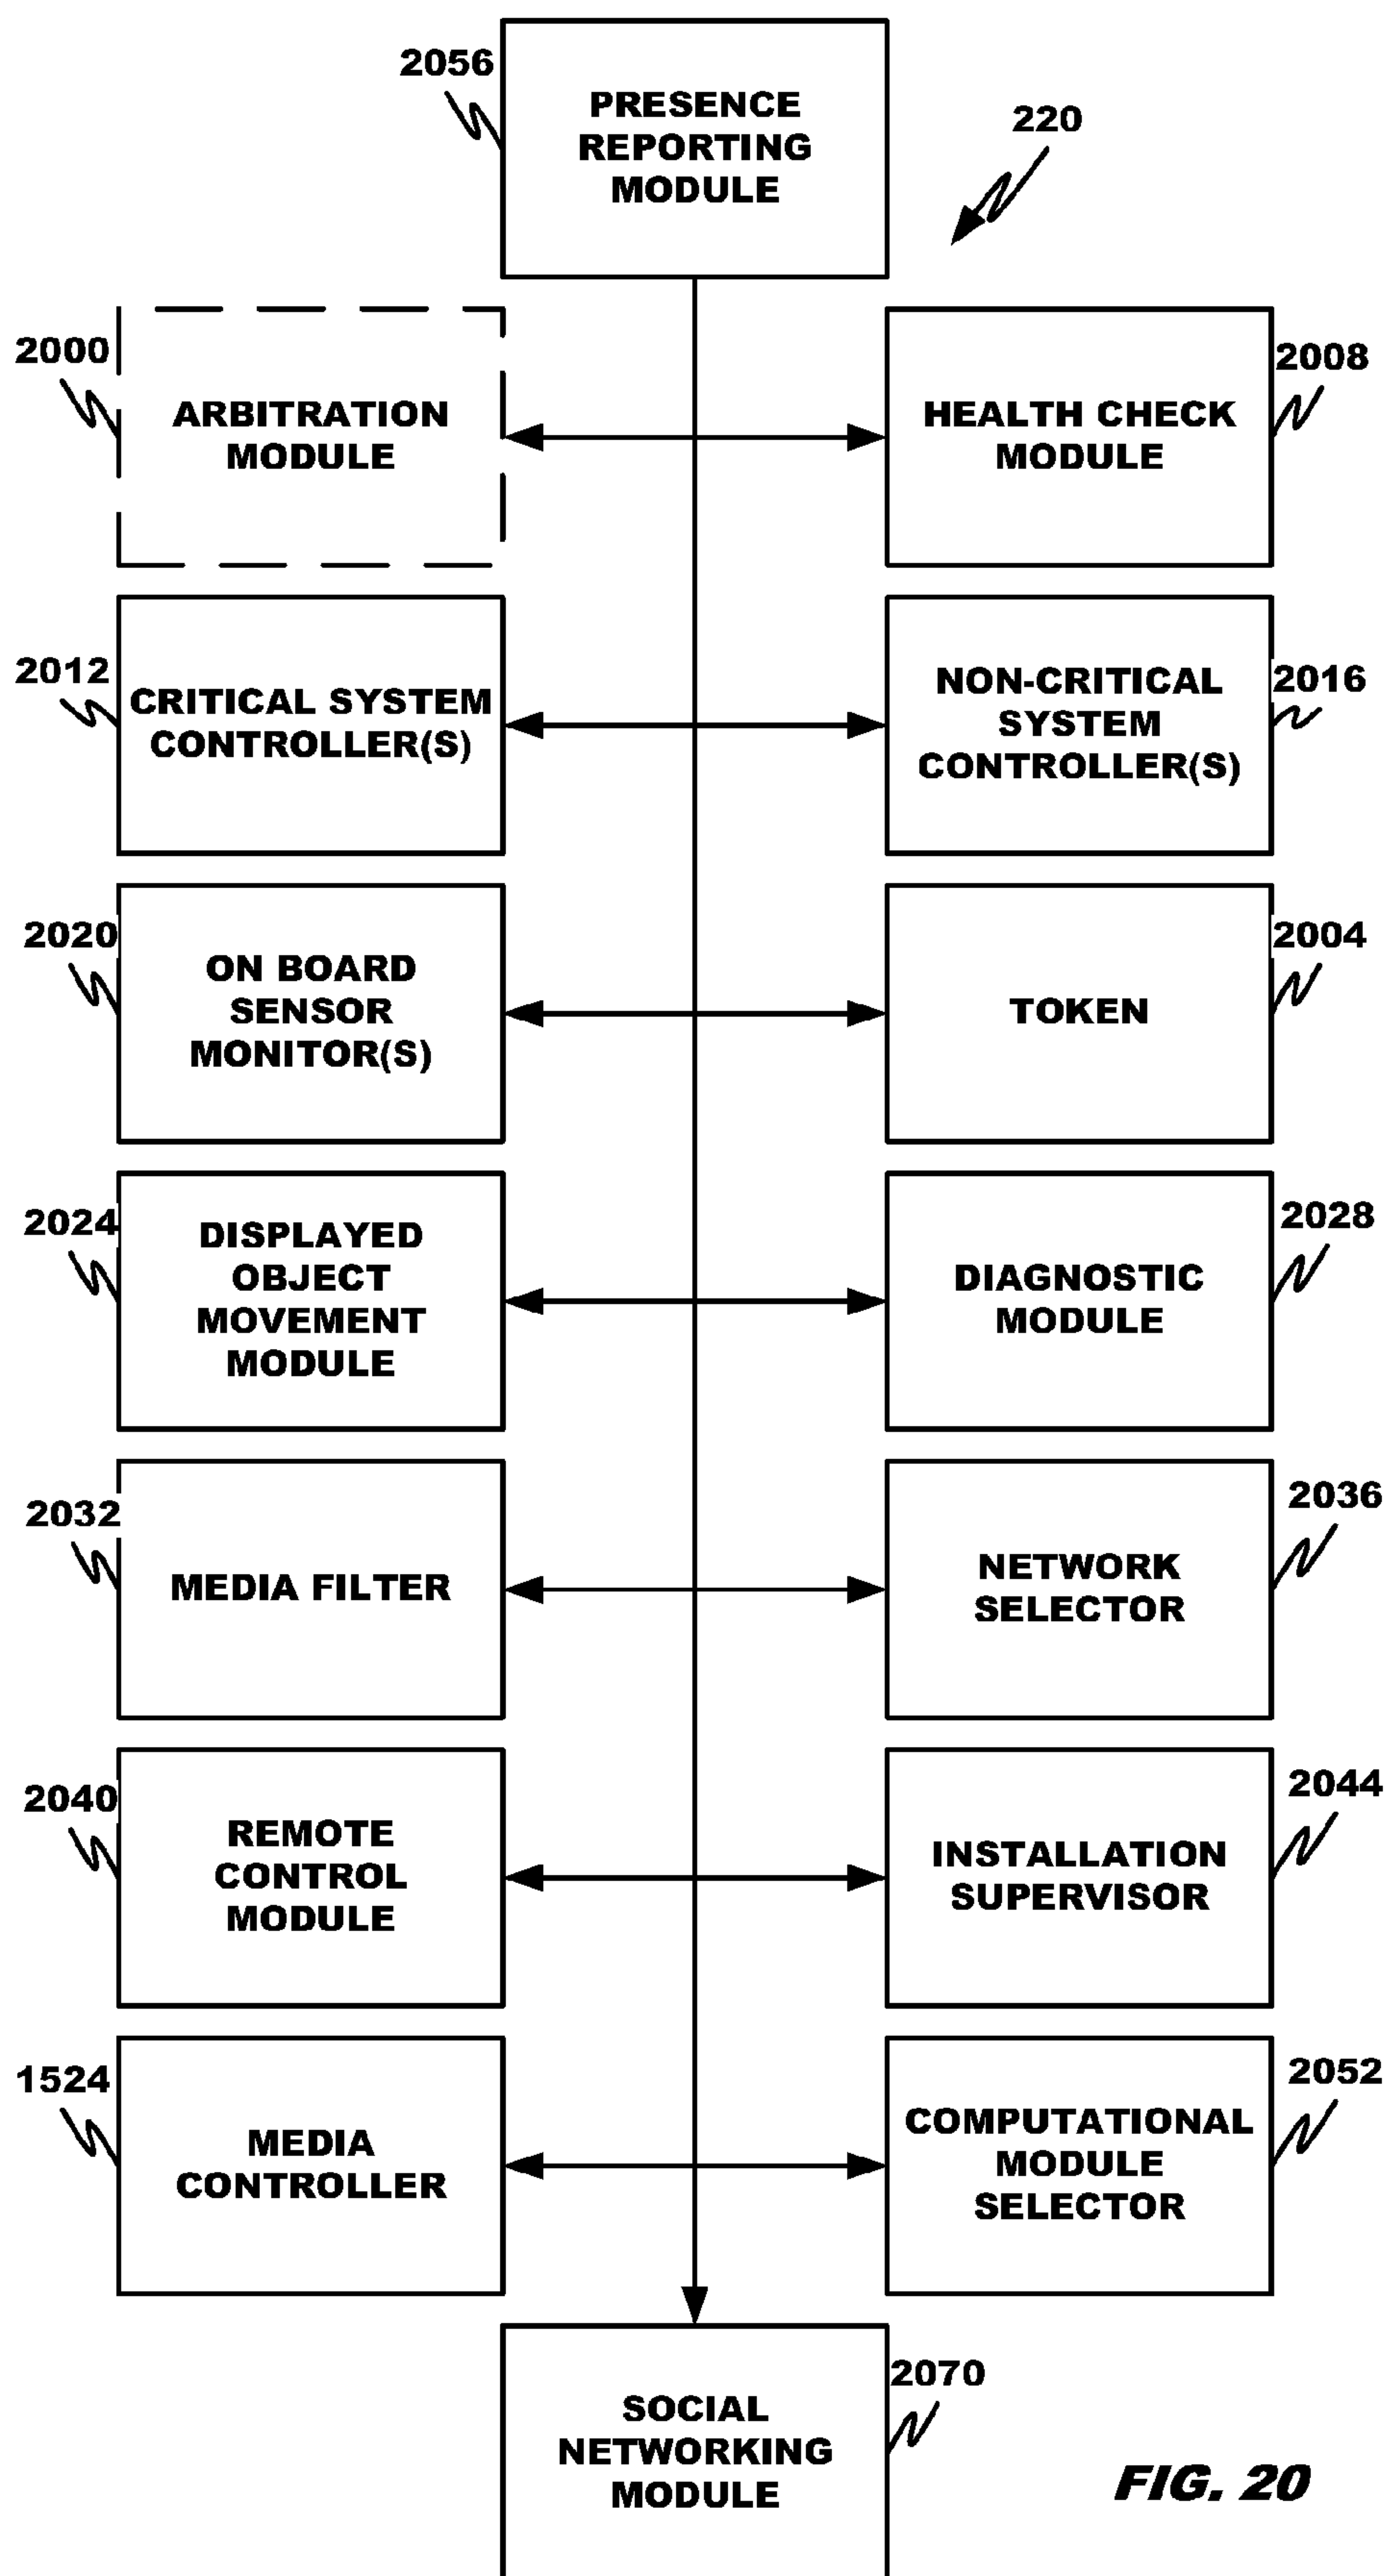 2056
PRESENCE
REPORTING
MODULE
220
2000
ARBITRATION
MODULE
2008
HEALTH CHECK
MODULE
2012
CRITICAL SYSTEM
CONTROLLER(S)
2016
NON-CRITICAL
SYSTEM
CONTROLLER(S)
2020
ON BOARD
SENSOR
MONITOR(S)
2004
TOKEN
2024
DISPLAYED
OBJECT
MOVEMENT
MODULE
2028
DIAGNOSTIC
MODULE
2032
MEDIA FILTER
2036
NETWORK
SELECTOR
2040
REMOTE
CONTROL
MODULE
2044
INSTALLATION
SUPERVISOR
1524
MEDIA
CONTROLLER
2052
COMPUTATIONAL
MODULE
SELECTOR
2070
SOCIAL
NETWORKING
MODULE
FIG. 20